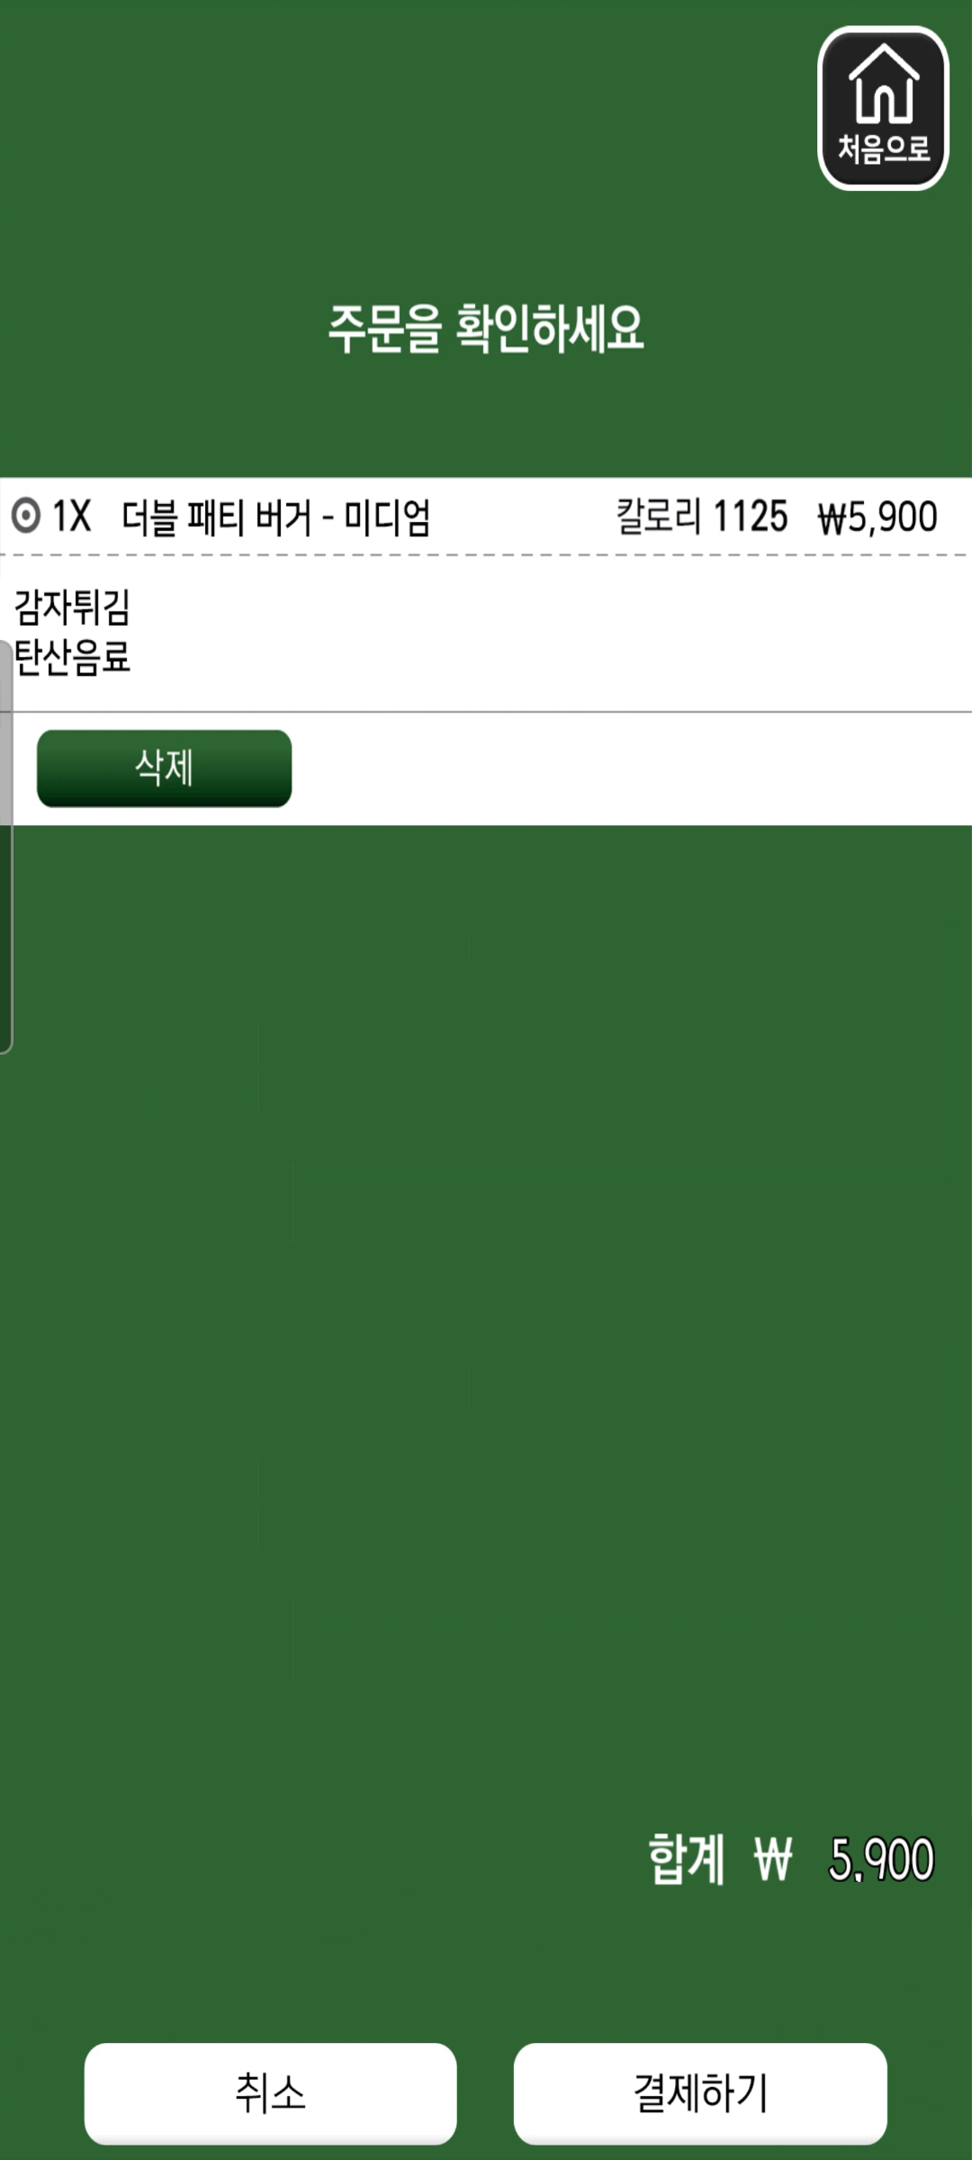 처음으로
주문을 확인하세요
1X 더블 패티 버거 - 미디엄 칼로리 1125 ₩5,900
감자튀김
탄산음료
삭제
합계 ₩ 5,900
취소 결제하기